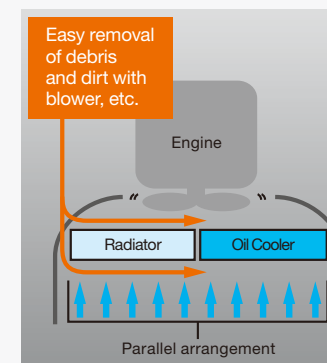 Easy removal
of debris
and dirt with
blower, etc.
Engine
Radiator
Oil Cooler
Parallel arrangement